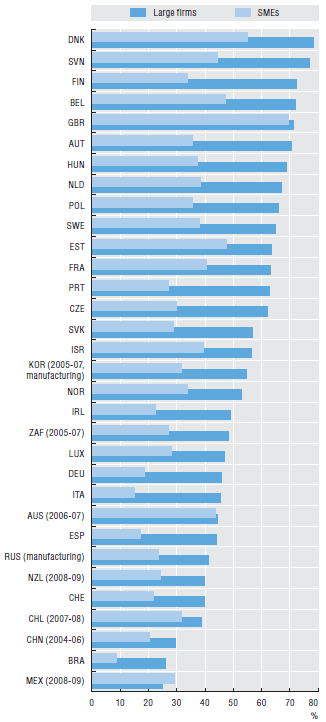 Large firms SMEs
DNK
SVN
FIN
BEL
GBR
AUT
HUN
NLD
POL
SWE
EST
FRA
PRT
CZE
SVK
ISR
KOR (2005-07,
manufacturing)
NOR
IRL
ZAF (2005-07)
LUX
DEU
ITA
AUS (2006-07)
ESP
RUS (manufacturing)
NZL (2008-09)
CHE
CHL (2007-08)
CHN (2004-06)
BRA
MEX (2008-09)
0 10 20 30 40 50 60 70 80
%